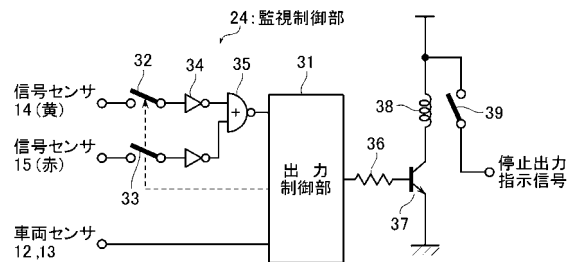 24:監視制御部
32
34
35
31
信号センサ
14(黄)
+
38
39
信号センサ
15(赤)
33
出 力
制御部
36
停止出力
指示信号
37
車両センサ
12,13